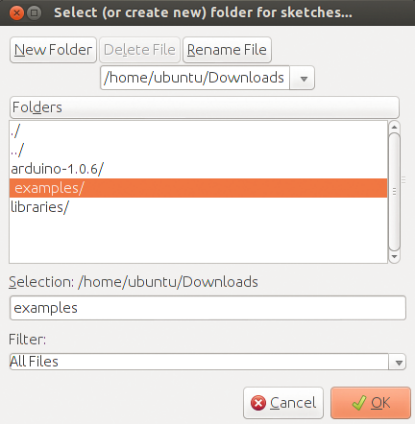 Select (or create new) folder for sketches...
New Folder Delete File Rename File
/home/ubuntu/Downloads
Folders
./
../
arduino-1.0.6/
examples/
libraries/
Selection: /home/ubuntu/Downloads
examples
Filter:
All Files
Cancel OK